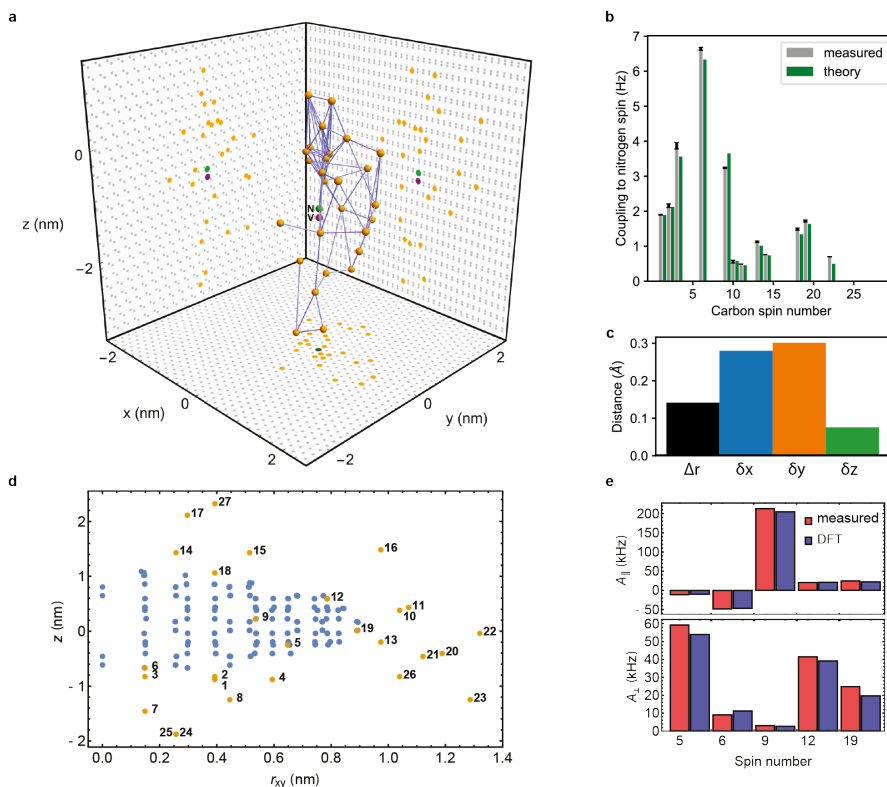 a
0
z (nm)
−2
N
V
−2
x (nm)
0
2
−2
y (nm)
0
2
b
7
6
5
4
3
2
1
0
Coupling to nitrogen spin (Hz)
measured
theory
5 10 15 20 25
Carbon spin number
c
0.3
0.2
0.1
0.0
Distance (Å)
Δr δx δy δz
d
2
1
0
- 1
- 2
z (nm)
27
17
14
15
16
18
12
11
10
9
19
13
22
5
6
3
2
1
4
21
20
26
7
8
23
25 24
0.0 0.2 0.4 0.6 0.8 1.0 1.2 1.4
rxy (nm)
e
200
150
100
50
0
50
A∥ (kHz)
measured
DFT
60
50
40
30
20
10
0
A⊥ (kHz)
5 6 9 12 19
Spin number